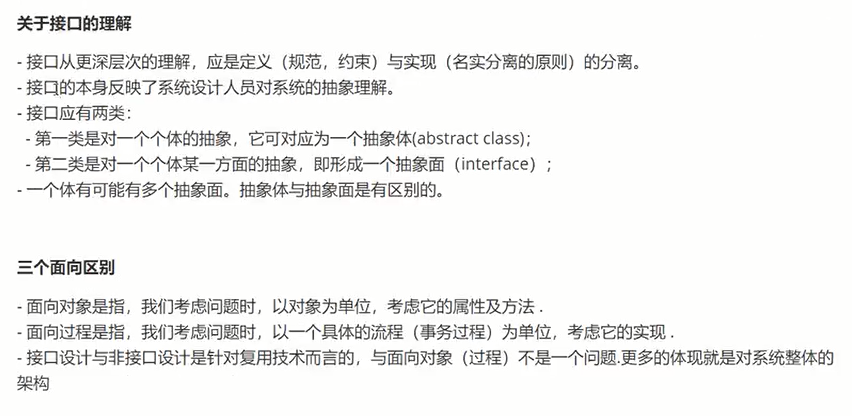 关于接口的理解
- 接口从更深层次的理解，应是定义（规范，约束）与实现（名实分离的原则）的分离。
- 接口的本身反映了系统设计人员对系统的抽象理解。
- 接口应有两类：
- 第一类是对一个个体的抽象，它可对应为一个抽象体(abstract class)；
- 第二类是对一个个体某一方面的抽象，即形成一个抽象面（interface）；
- 一个体有可能有多个抽象面。抽象体与抽象面是有区别的。
三个面向区别
- 面向对象是指，我们考虑问题时，以对象为单位，考虑它的属性及方法 .
- 面向过程是指，我们考虑问题时，以一个具体的流程（事务过程）为单位，考虑它的实现 .
- 接口设计与非接口设计是针对复用技术而言的，与面向对象（过程）不是一个问题.更多的体现就是对系统整体的
架构